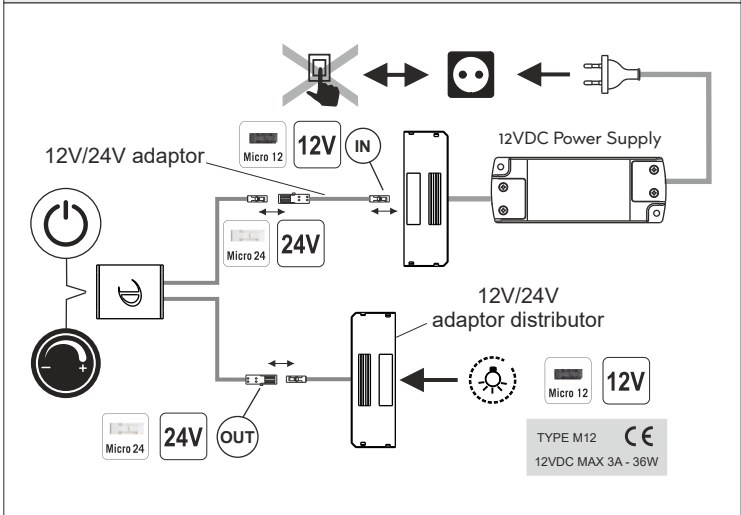 12VDC Power Supply
12V/24V adaptor
Micro 12
12V
IN
Micro 24
24V
12V/24V
adaptor distributor
- +
Micro 24
24V
OUT
Micro 12
12V
TYPE M12 CE
12VDC MAX 3A - 36W